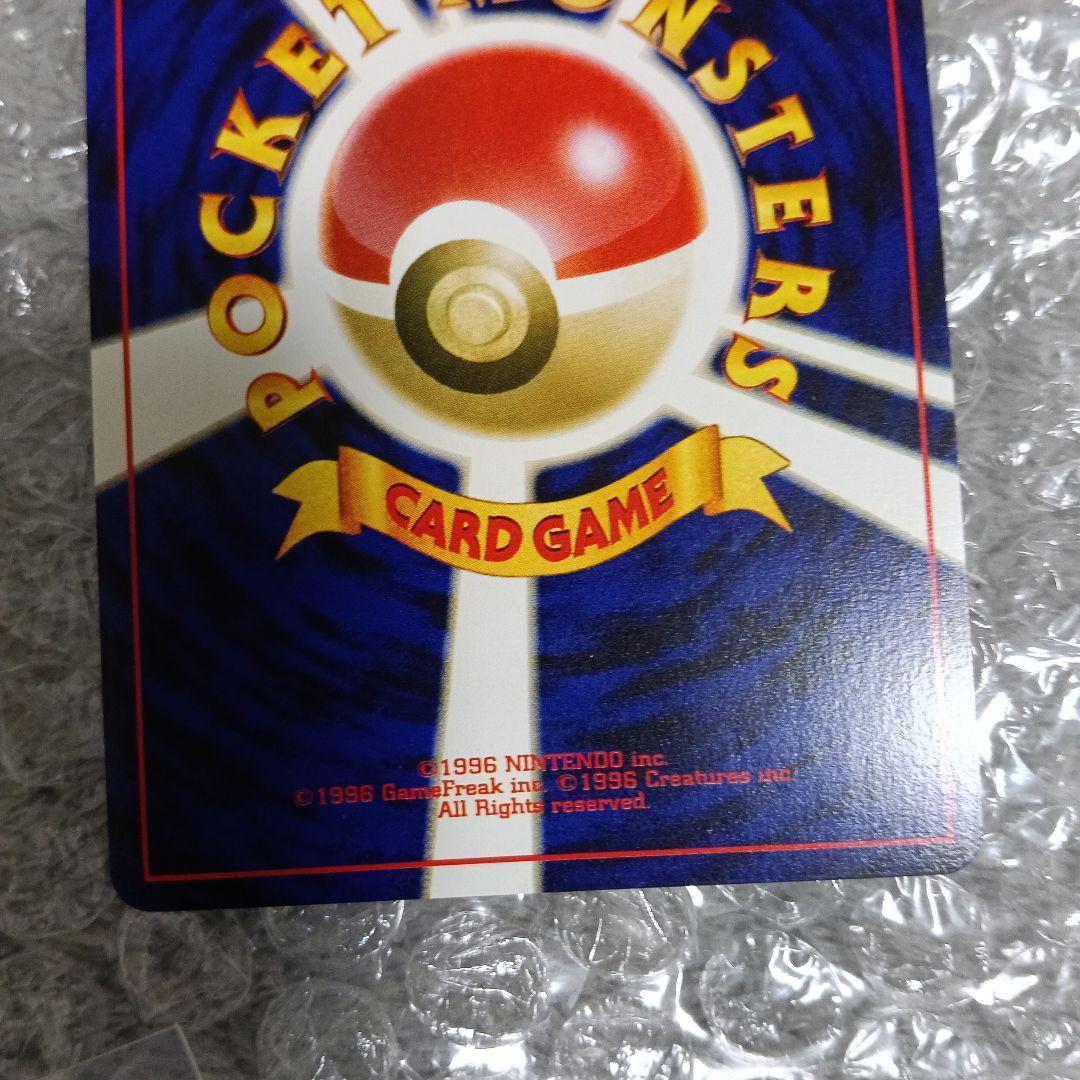 POCKET MONSTERS
CARD GAME
©1996 NINTENDO inc.
©1996 GameFreak inc. ©1996 Creatures inc.
All Rights reserved.